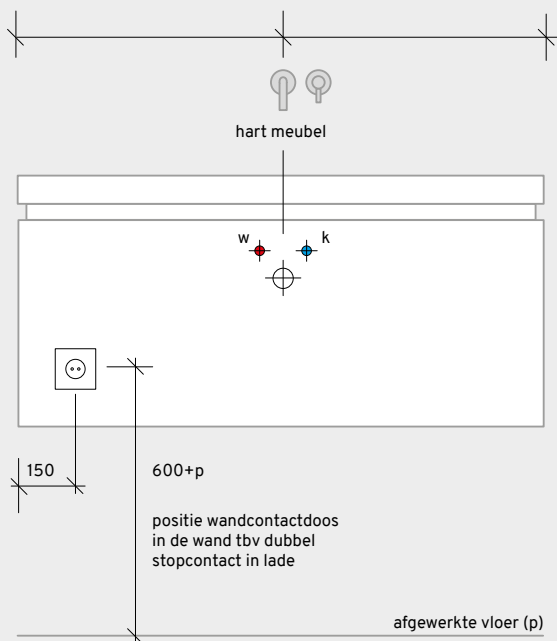 hart meubel
w
k
150
600+p
positie wandcontactdoos
in de wand tbv dubbel
stopcontact in lade
afgewerkte vloer (p)